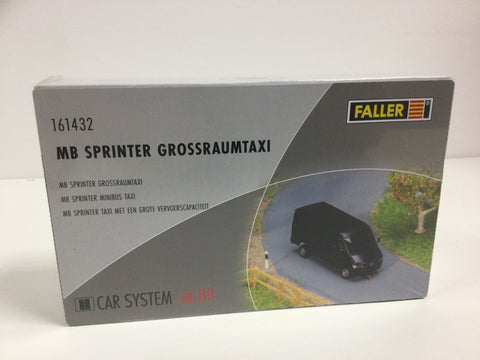 161432
FALLER
MB SPRINTER GROSSRAUMTAXI
MB SPRINTER GROSSRAUMTAXI
MB SPRINTER MINIBUS TAXI
MB SPRINTER TAXI MET EEN GROTE VERVOERSCAPACITEIT
CAR SYSTEM